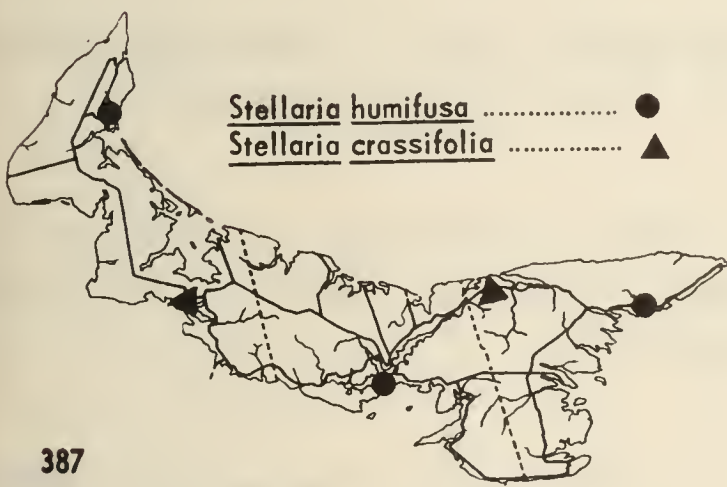 Stellaria humifusa ................ ●
Stellaria crassifolia ............. ▲
387